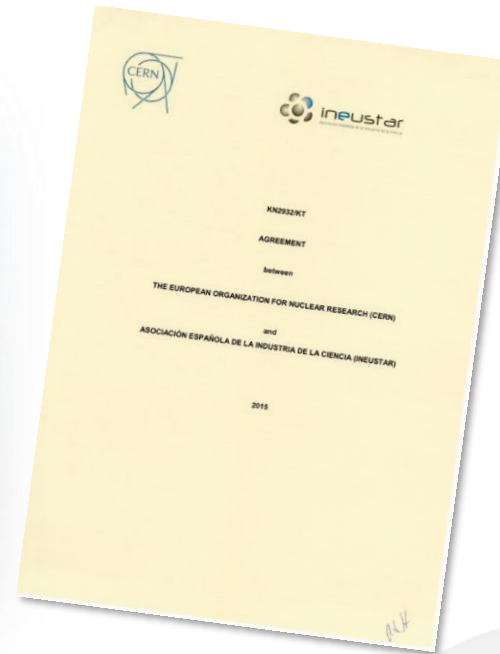 CERN
ineustar
KN2932/KT
AGREEMENT
between
THE EUROPEAN ORGANIZATION FOR NUCLEAR RESEARCH (CERN)
and
ASOCIACIÓN ESPAÑOLA DE LA INDUSTRIA DE LA CIENCIA (INEUSTAR)
2015